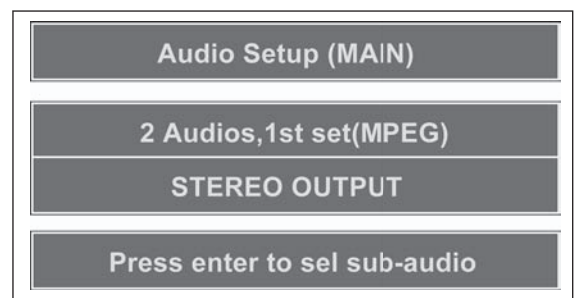 Audio Setup (MAIN)
2 Audios,1st set(MPEG)
STEREO OUTPUT
Press enter to sel sub-audio